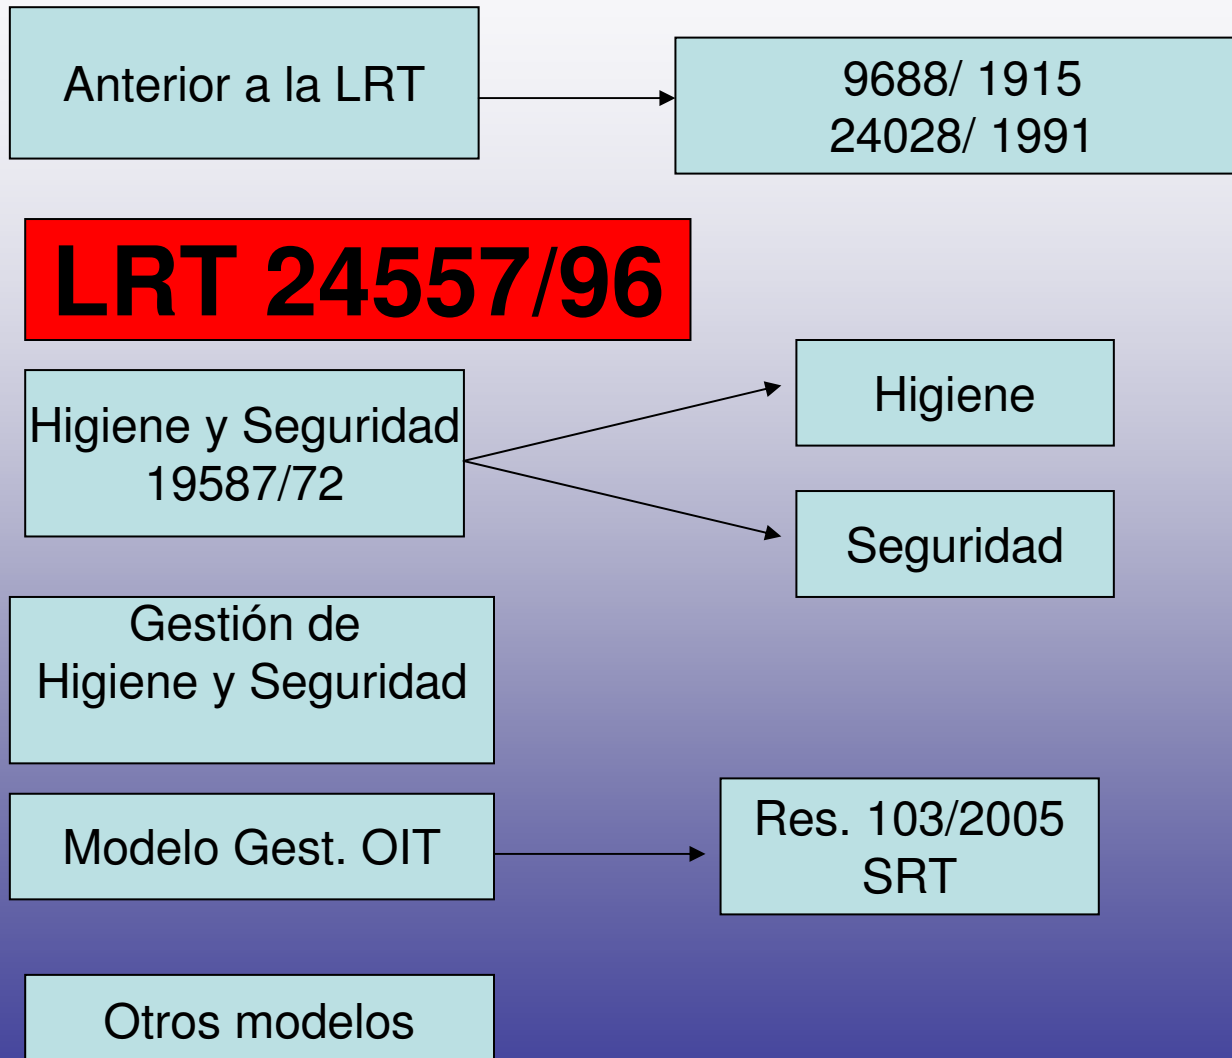 Anterior a la LRT
9688/ 1915
24028/ 1991
LRT 24557/96
Higiene y Seguridad
19587/72
Higiene
Seguridad
Gestión de
Higiene y Seguridad
Modelo Gest. OIT
Res. 103/2005
SRT
Otros modelos